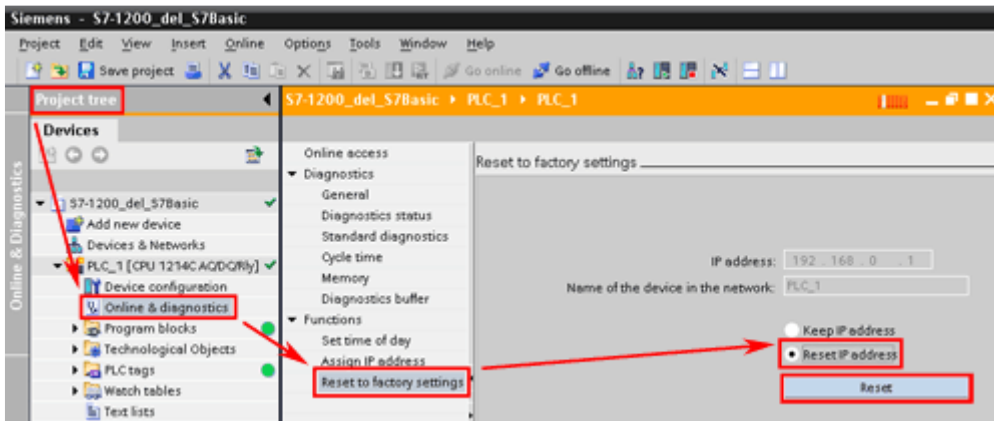 Siemens - S7-1200_del_S7Basic
Project Edit View Insert Online Options Tools Window Help
Save project Go online Go offline
Project tree
S7-1200_del_S7Basic PLC_1 PLC_1
Devices
Online & Diagnostics
S7-1200_del_S7Basic
Add new device
Devices & Networks
PLC_1 [CPU 1214C AC/DC/Rly]
Device configuration
Online & diagnostics
Program blocks
Technological Objects
PLC tags
Watch tables
Text lists
Online access
Diagnostics
General
Diagnostics status
Standard diagnostics
Cycle time
Memory
Diagnostics buffer
Functions
Set time of day
Assign IP address
Reset to factory settings
Reset to factory settings
IP address: 192 . 168 . 0 . 1
Name of the device in the network: PLC_1
Keep IP address
Reset IP address
Reset